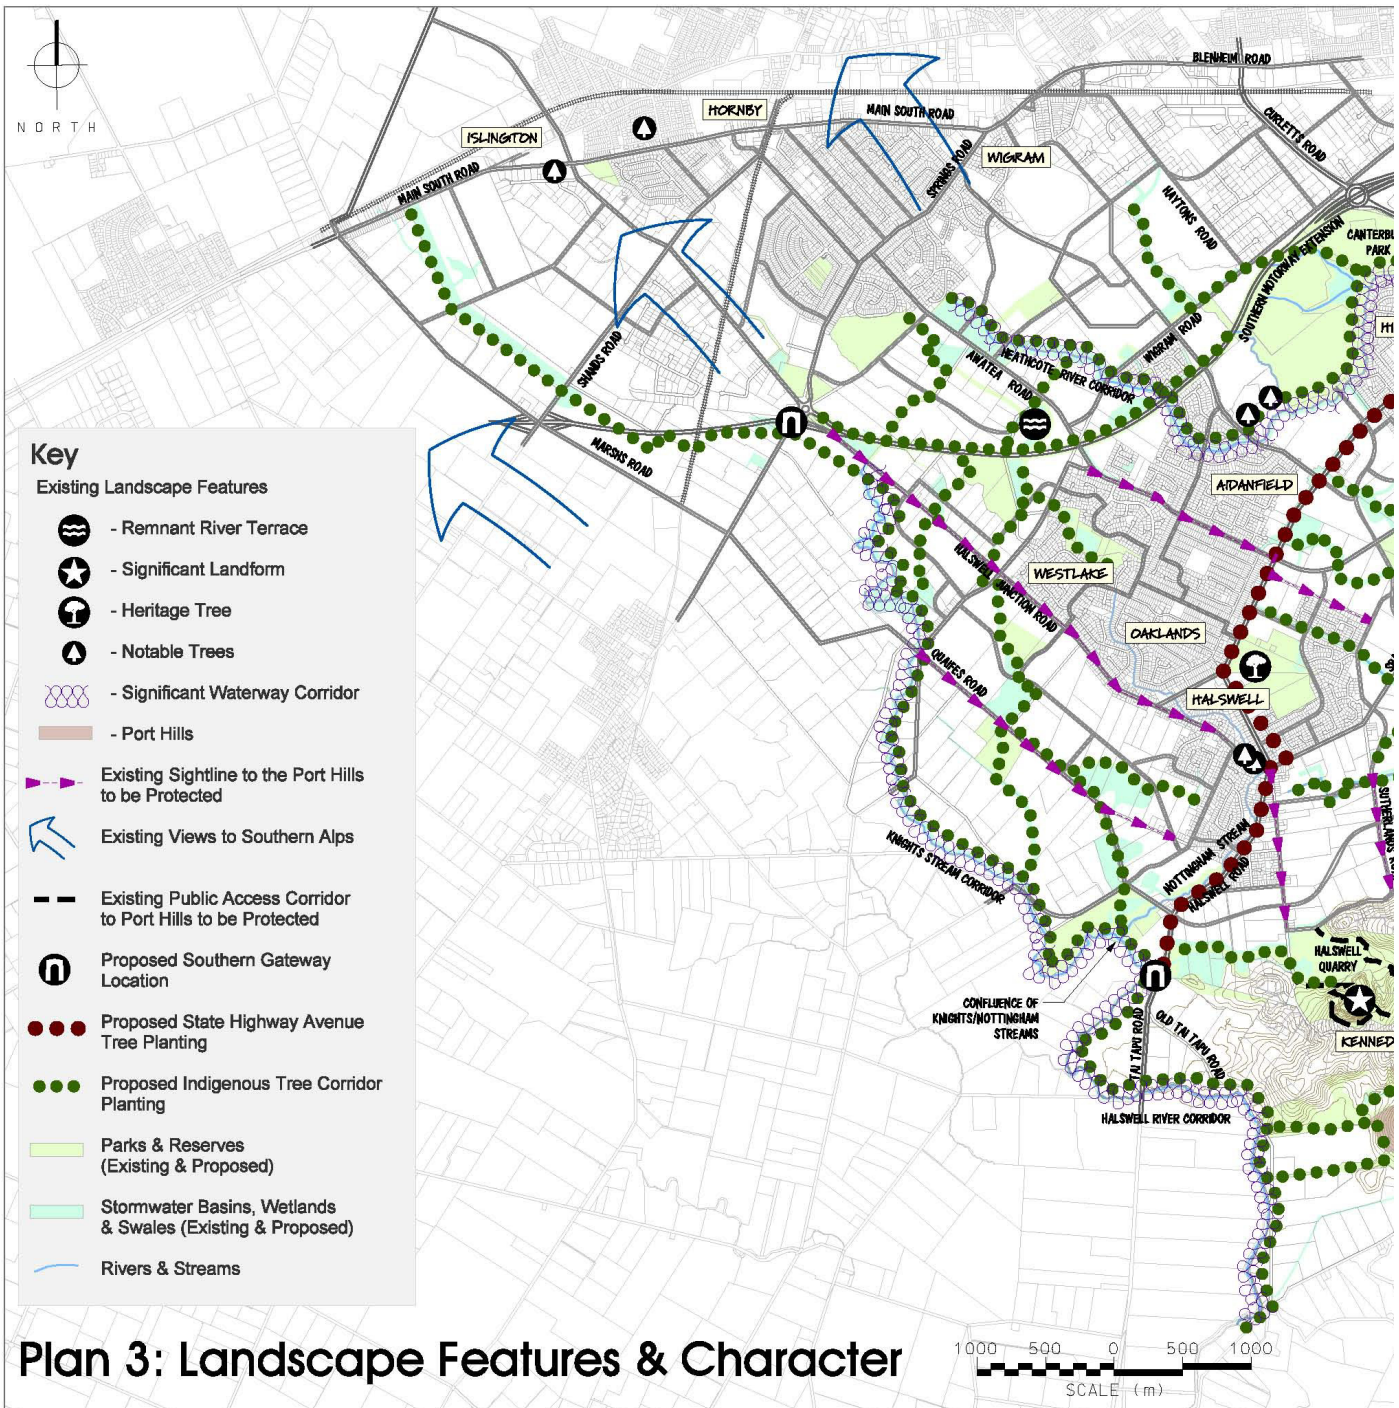 BLENHEIM ROAD
HORNBY
MAIN SOUTH ROAD
CURLETTS ROAD
NORTH
ISLINGTON
WIGRAM
SPRINGS ROAD
MAIN SOUTH ROAD
HAYTONS ROAD
CANTERBU
PARK
SOUTHERN MOTORWAY EXTENSION
HI
SHANDS ROAD
WIGRAM ROAD
HEATHCOTE RIVER CORRIDOR
AWATEA ROAD
MARSHS ROAD
AIDANFIELD
HALSWELL JUNCTION ROAD
WESTLAKE
OAKLANDS
QUAIFES ROAD
HALSWELL
SUTHERLANDS RO
NOTTINGHAM STREAM
HALSWELL ROAD
KNIGHTS STREAM CORRIDOR
HALSWELL
QUARRY
CONFLUENCE OF
KNIGHTS/NOTTINGHAM
STREAMS
TAI TAPU ROAD
OLD TAI TAPU ROAD
KENNED
HALSWELL RIVER CORRIDOR
Key
Existing Landscape Features
- Remnant River Terrace
- Significant Landform
- Heritage Tree
- Notable Trees
- Significant Waterway Corridor
- Port Hills
Existing Sightline to the Port Hills
to be Protected
Existing Views to Southern Alps
Existing Public Access Corridor
to Port Hills to be Protected
Proposed Southern Gateway
Location
Proposed State Highway Avenue
Tree Planting
Proposed Indigenous Tree Corridor
Planting
Parks & Reserves
(Existing & Proposed)
Stormwater Basins, Wetlands
& Swales (Existing & Proposed)
Rivers & Streams
Plan 3: Landscape Features & Character
1000 500 0 500 1000
SCALE (m)